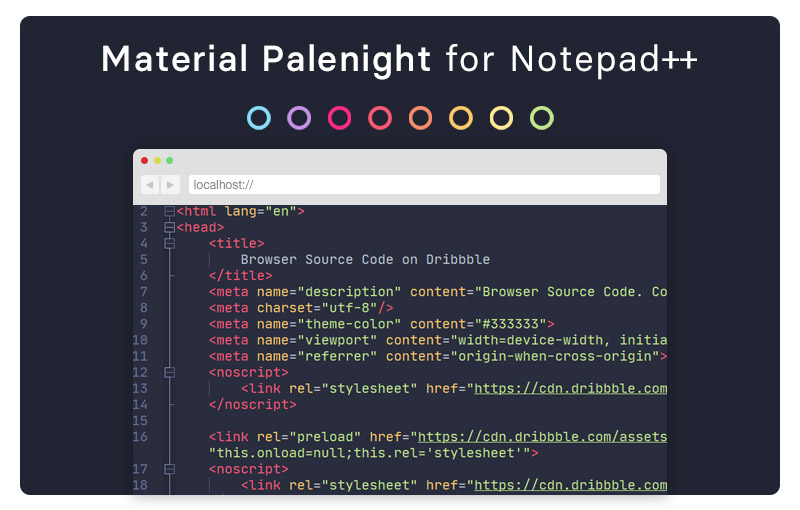 Material Palenight for Notepad++
localhost://
2 <html lang="en">
3 <head>
4 <title>
5 Browser Source Code on Dribbble
6 </title>
7 <meta name="description" content="Browser Source Code. Co
8 <meta charset="utf-8"/>
9 <meta name="theme-color" content="#333333">
10 <meta name="viewport" content="width=device-width, initia
11 <meta name="referrer" content="origin-when-cross-origin">
12 <noscript>
13 <link rel="stylesheet" href="https://cdn.dribbble.com
14 </noscript>
15
16 <link rel="preload" href="https://cdn.dribbble.com/assets
"this.onload=null;this.rel='stylesheet'">
17 <noscript>
18 <link rel="stylesheet" href="https://cdn.dribbble.com